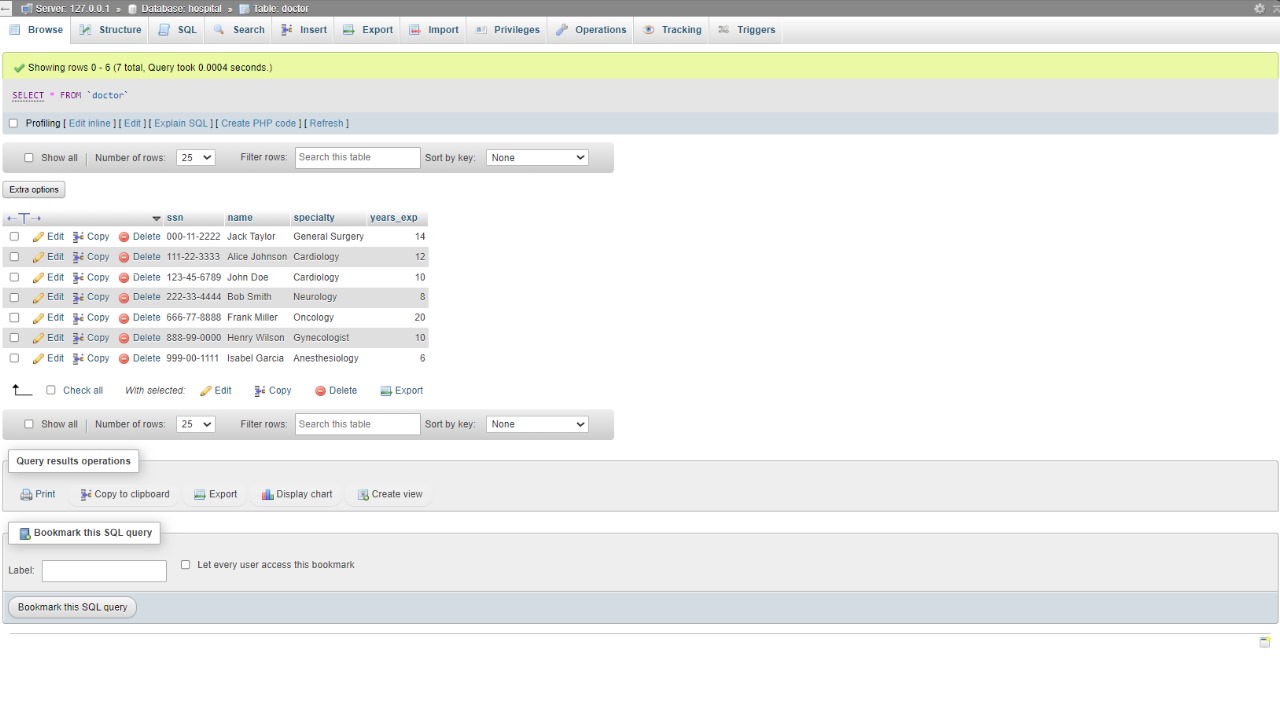 Server: 127.0.0.1 » Database: hospital » Table: doctor
Browse Structure SQL Search Insert Export Import Privileges Operations Tracking Triggers
Showing rows 0 - 6 (7 total, Query took 0.0004 seconds.)
SELECT * FROM `doctor`
Profiling [ Edit inline ] [ Edit ] [ Explain SQL ] [ Create PHP code ] [ Refresh ]
Show all | Number of rows: 25 Filter rows: Search this table Sort by key: None
Extra options
←T→ ssn name specialty years_exp
Edit Copy Delete 000-11-2222 Jack Taylor General Surgery 14
Edit Copy Delete 111-22-3333 Alice Johnson Cardiology 12
Edit Copy Delete 123-45-6789 John Doe Cardiology 10
Edit Copy Delete 222-33-4444 Bob Smith Neurology 8
Edit Copy Delete 666-77-8888 Frank Miller Oncology 20
Edit Copy Delete 888-99-0000 Henry Wilson Gynecologist 10
Edit Copy Delete 999-00-1111 Isabel Garcia Anesthesiology 6
Check all With selected: Edit Copy Delete Export
Show all | Number of rows: 25 Filter rows: Search this table Sort by key: None
Query results operations
Print Copy to clipboard Export Display chart Create view
Bookmark this SQL query
Label: Let every user access this bookmark
Bookmark this SQL query